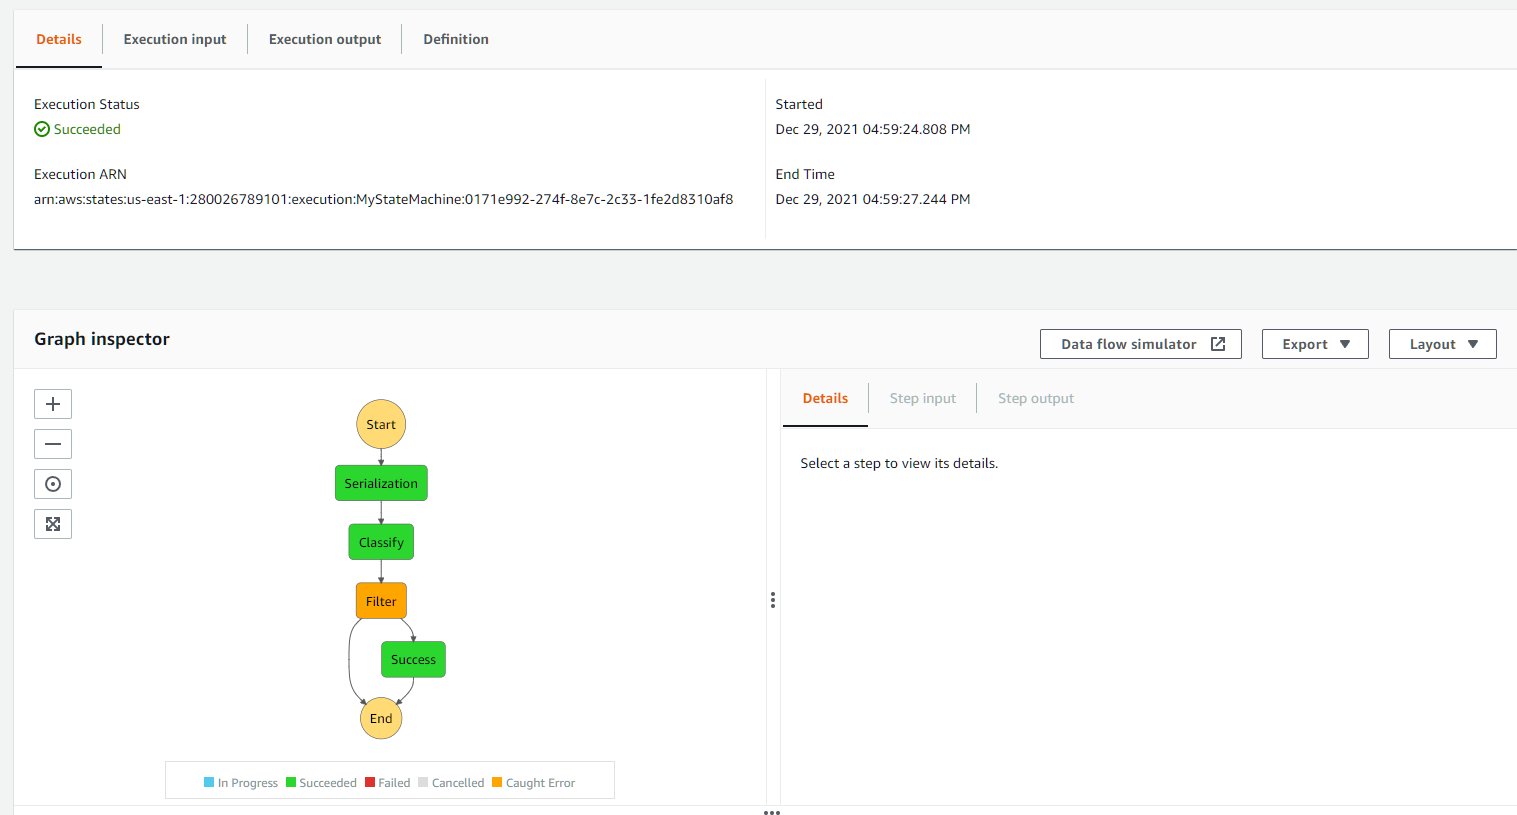 Details
Execution input
Execution output
Definition
Execution Status
Succeeded
Execution ARN
arn:aws:states:us-east-1:280026789101:execution:MyStateMachine:0171e992-274f-8e7c-2c33-1fe2d8310af8
Started
Dec 29, 2021 04:59:24.808 PM
End Time
Dec 29, 2021 04:59:27.244 PM
Graph inspector
Data flow simulator
Export
Layout
Start
Serialization
Classify
Filter
Success
End
In Progress
Succeeded
Failed
Cancelled
Caught Error
Details
Step input
Step output
Select a step to view its details.